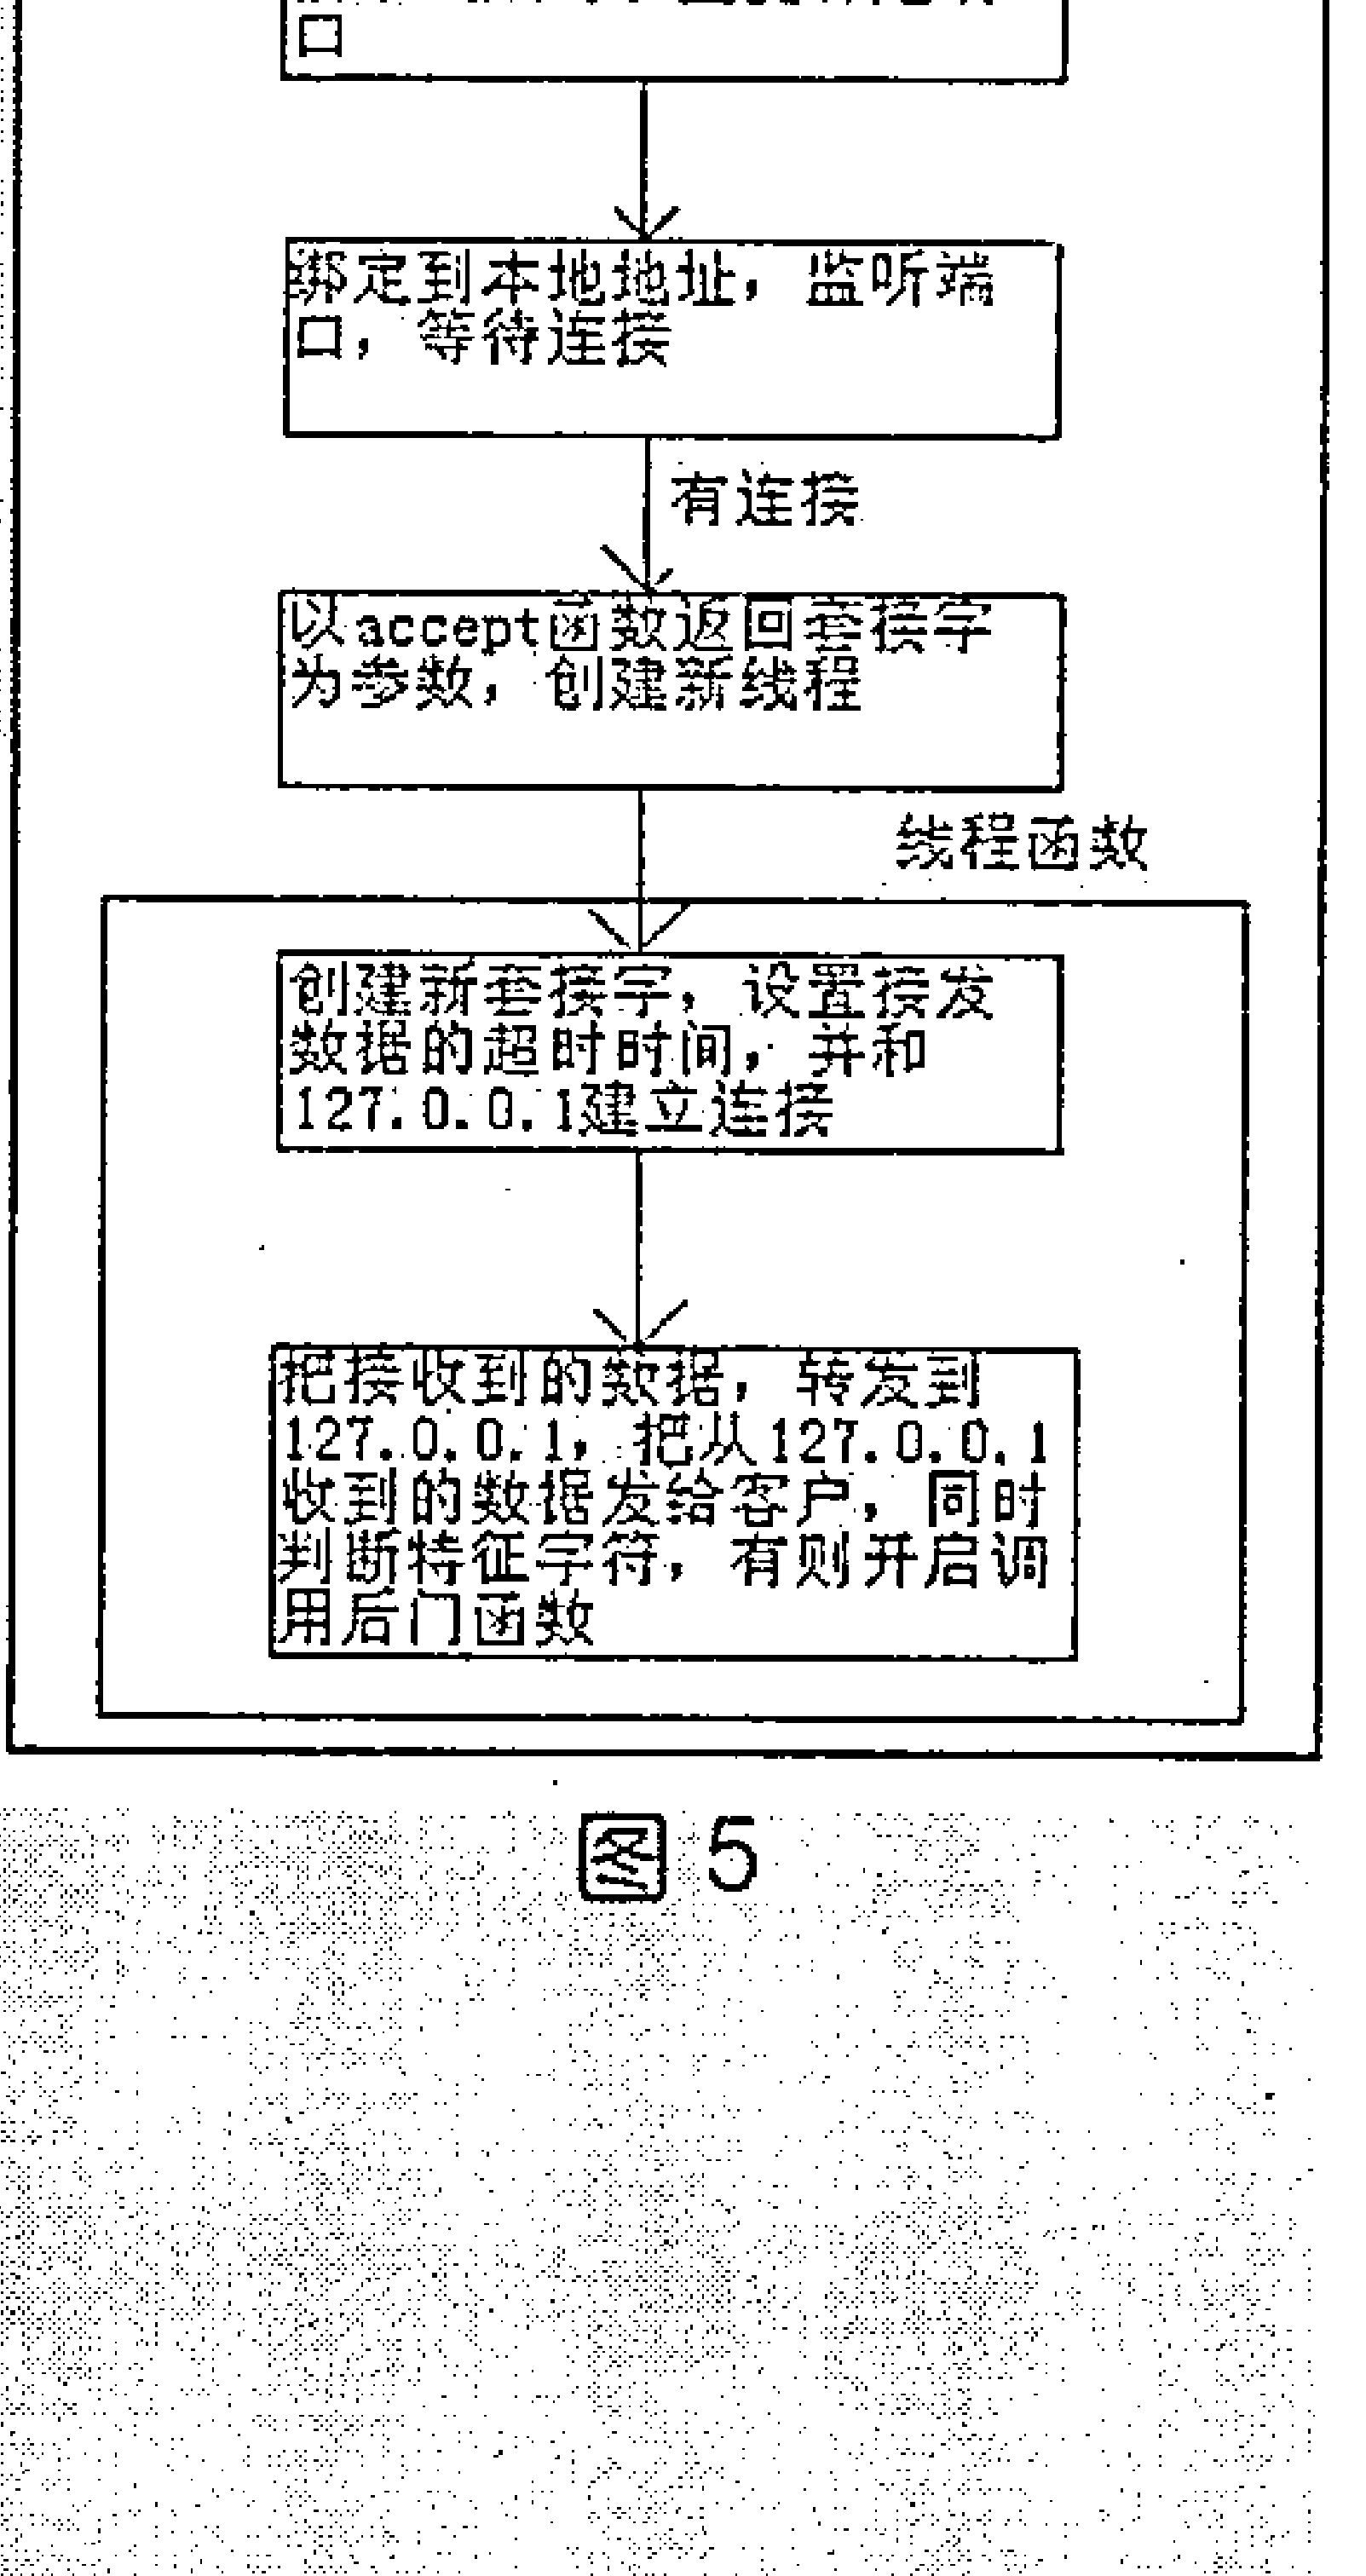 口
绑定到本地地址，监听端
口，等待连接
有连接
以accept函数返回套接字
为参数，创建新线程
线程函数
创建新套接字，设置接发
数据的超时时间，并和
127.0.0.1建立连接
把接收到的数据，转发到
127.0.0.1，把从127.0.0.1
收到的数据发给客户，同时
判断特征字符，有则开启调
用后门函数
图 5